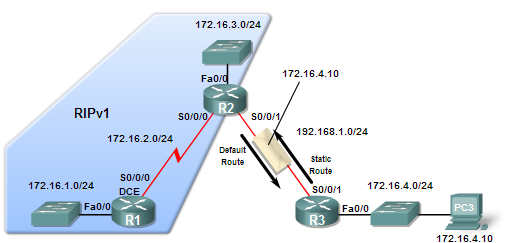 172.16.3.0/24
172.16.4.10
Fa0/0
RIPv1
R2
S0/0/0
S0/0/1
172.16.2.0/24
192.168.1.0/24
Default
Route
Static
Route
S0/0/0
DCE
172.16.1.0/24
S0/0/1
172.16.4.0/24
Fa0/0
R1
R3
Fa0/0
PC3
172.16.4.10